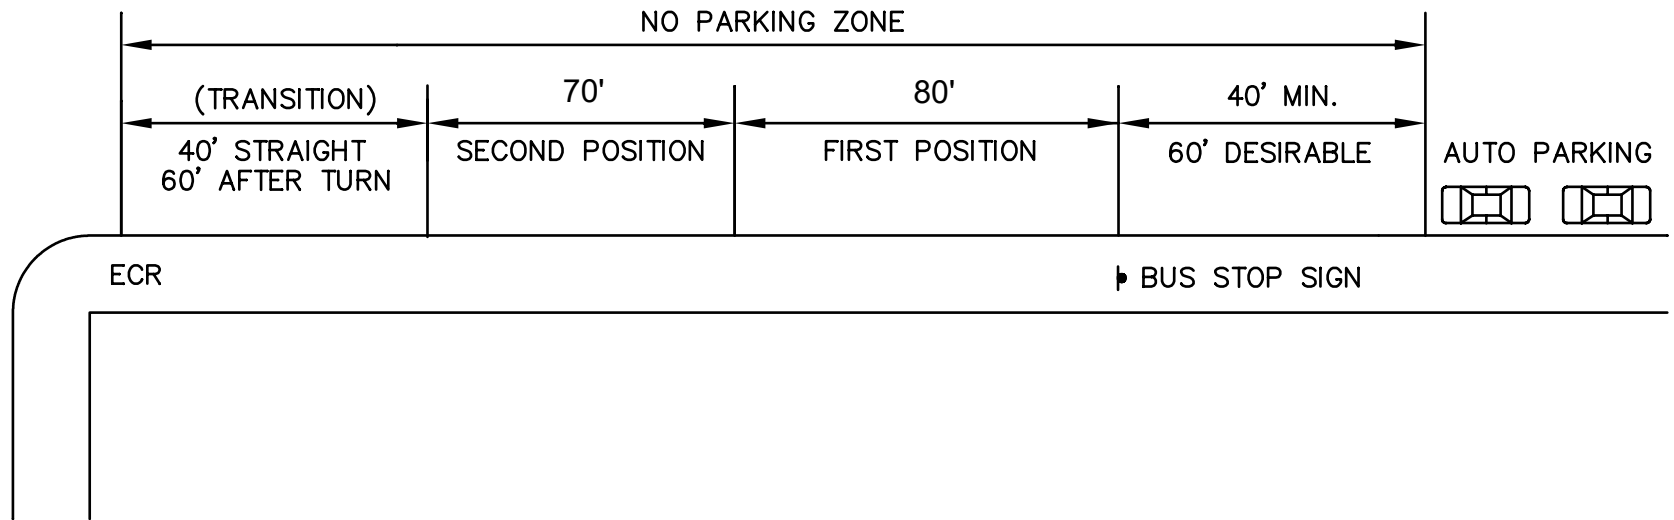 NO PARKING ZONE
(TRANSITION)
70'
80'
40' MIN.
40' STRAIGHT
60' AFTER TURN
SECOND POSITION
FIRST POSITION
60' DESIRABLE
AUTO PARKING
ECR
BUS STOP SIGN